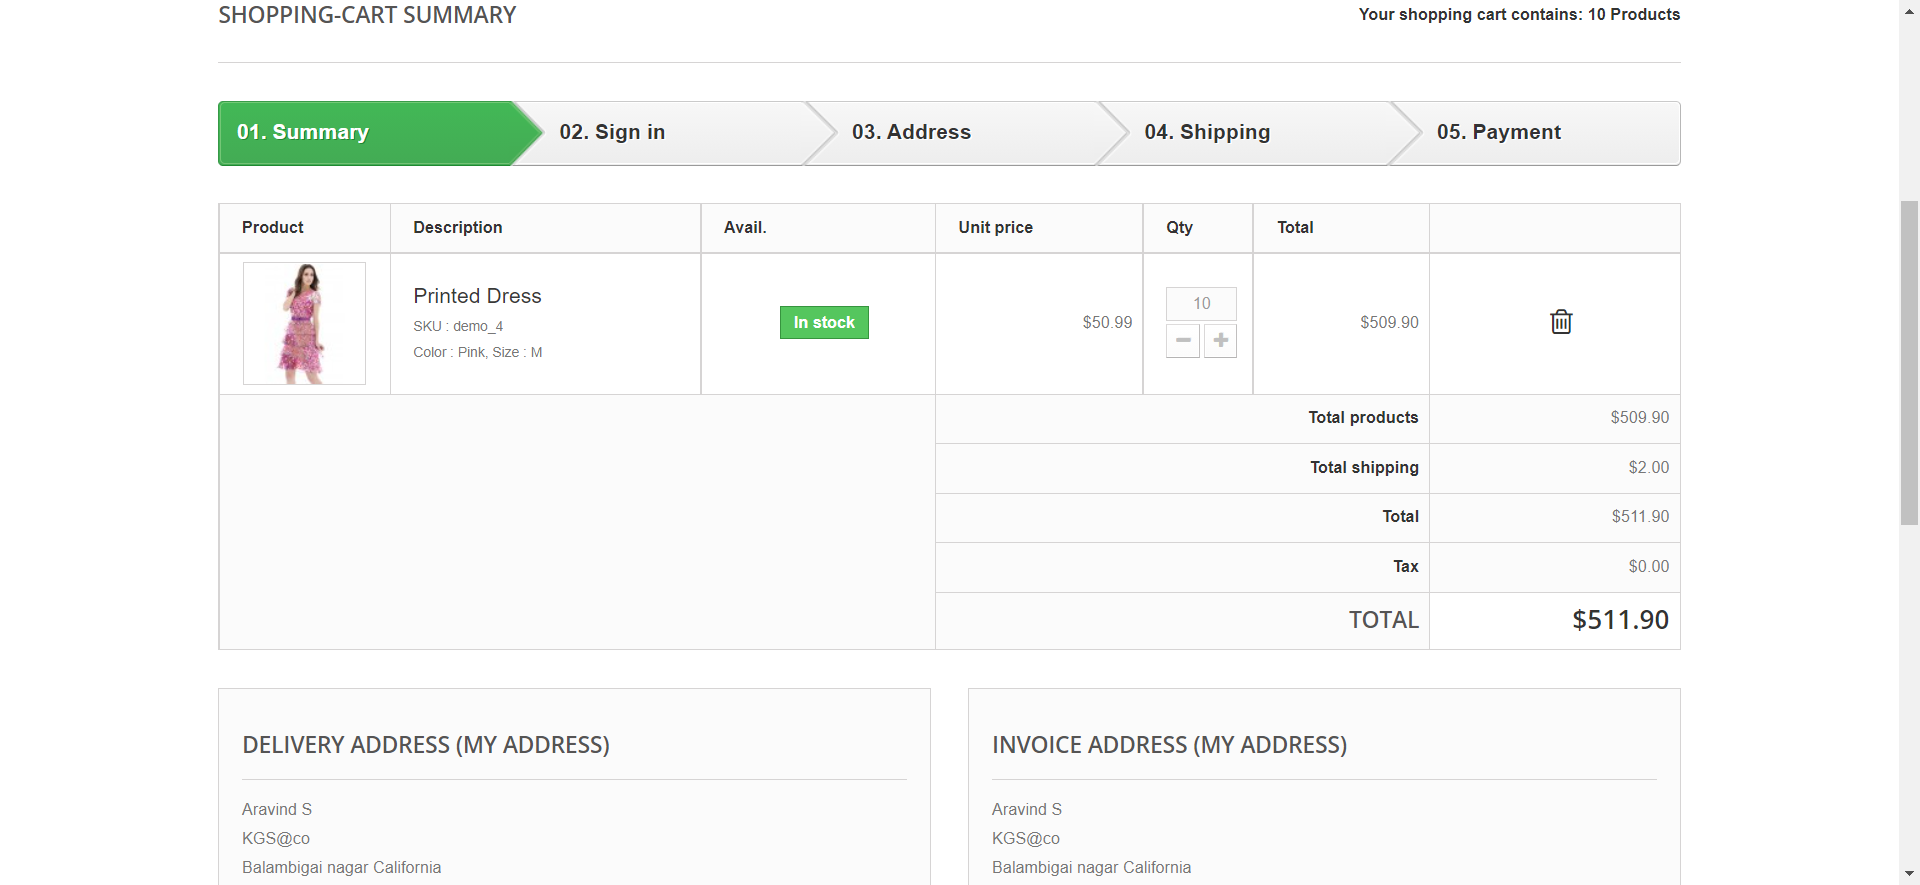 SHOPPING-CART SUMMARY
Your shopping cart contains: 10 Products
01. Summary
02. Sign in
03. Address
04. Shipping
05. Payment
Product
Description
Avail.
Unit price
Qty
Total
Printed Dress
SKU : demo_4
Color : Pink, Size : M
In stock
$50.99
10
$509.90
Total products
$509.90
Total shipping
$2.00
Total
$511.90
Tax
$0.00
TOTAL
$511.90
DELIVERY ADDRESS (MY ADDRESS)
Aravind S
KGS@co
Balambigai nagar California
INVOICE ADDRESS (MY ADDRESS)
Aravind S
KGS@co
Balambigai nagar California